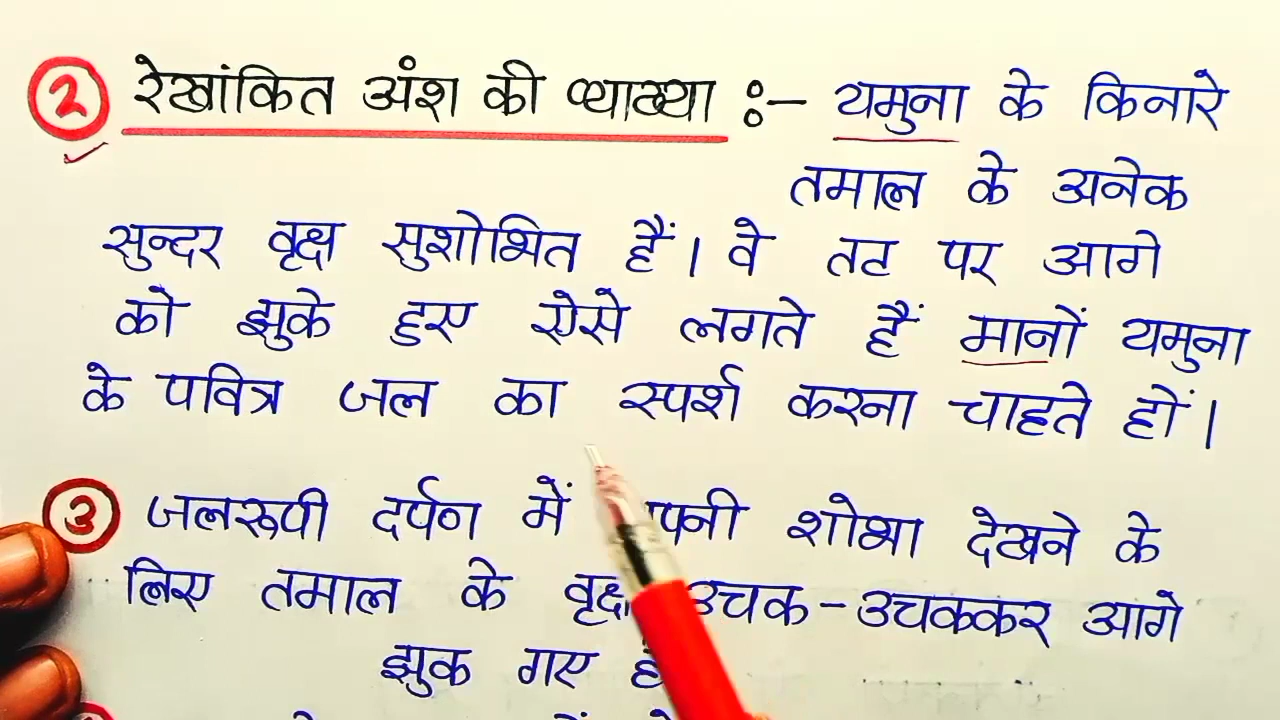 2 रेखांकित अंश की व्याख्या :- यमुना के किनारे
तमाल के अनेक
सुन्दर वृक्ष सुशोभित हैं। वे तट पर आगे
को झुके हुए ऐसे लगते हैं मानों यमुना
के पवित्र जल का स्पर्श करना चाहते हों।
3 जलरूपी दर्पण में शोभा देखने के
लिए तमाल के वृक्ष उचक-उचककर आगे
झुक गए